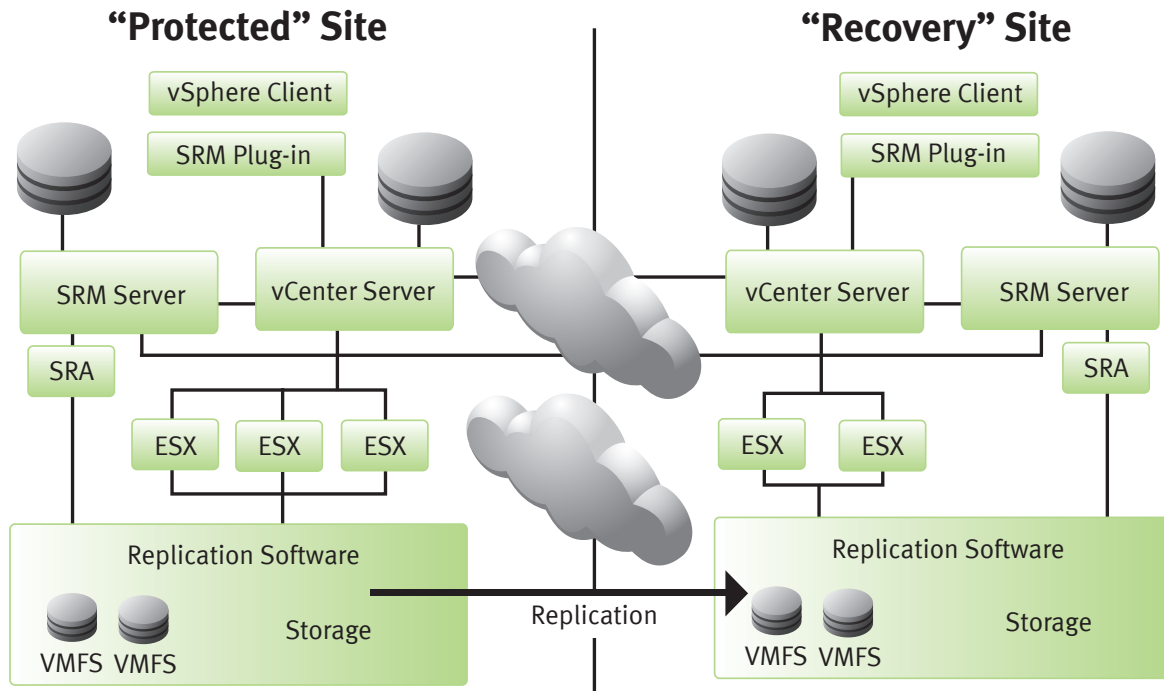 “Protected” Site
vSphere Client
SRM Plug-in
SRM Server
vCenter Server
SRA
ESX
ESX
ESX
Replication Software
Storage
VMFS
VMFS
Replication
“Recovery” Site
vSphere Client
SRM Plug-in
vCenter Server
SRM Server
SRA
ESX
ESX
Replication Software
Storage
VMFS
VMFS